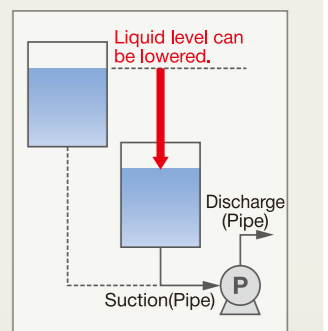 Liquid level can
be lowered.
Discharge
(Pipe)
P
Suction(Pipe)